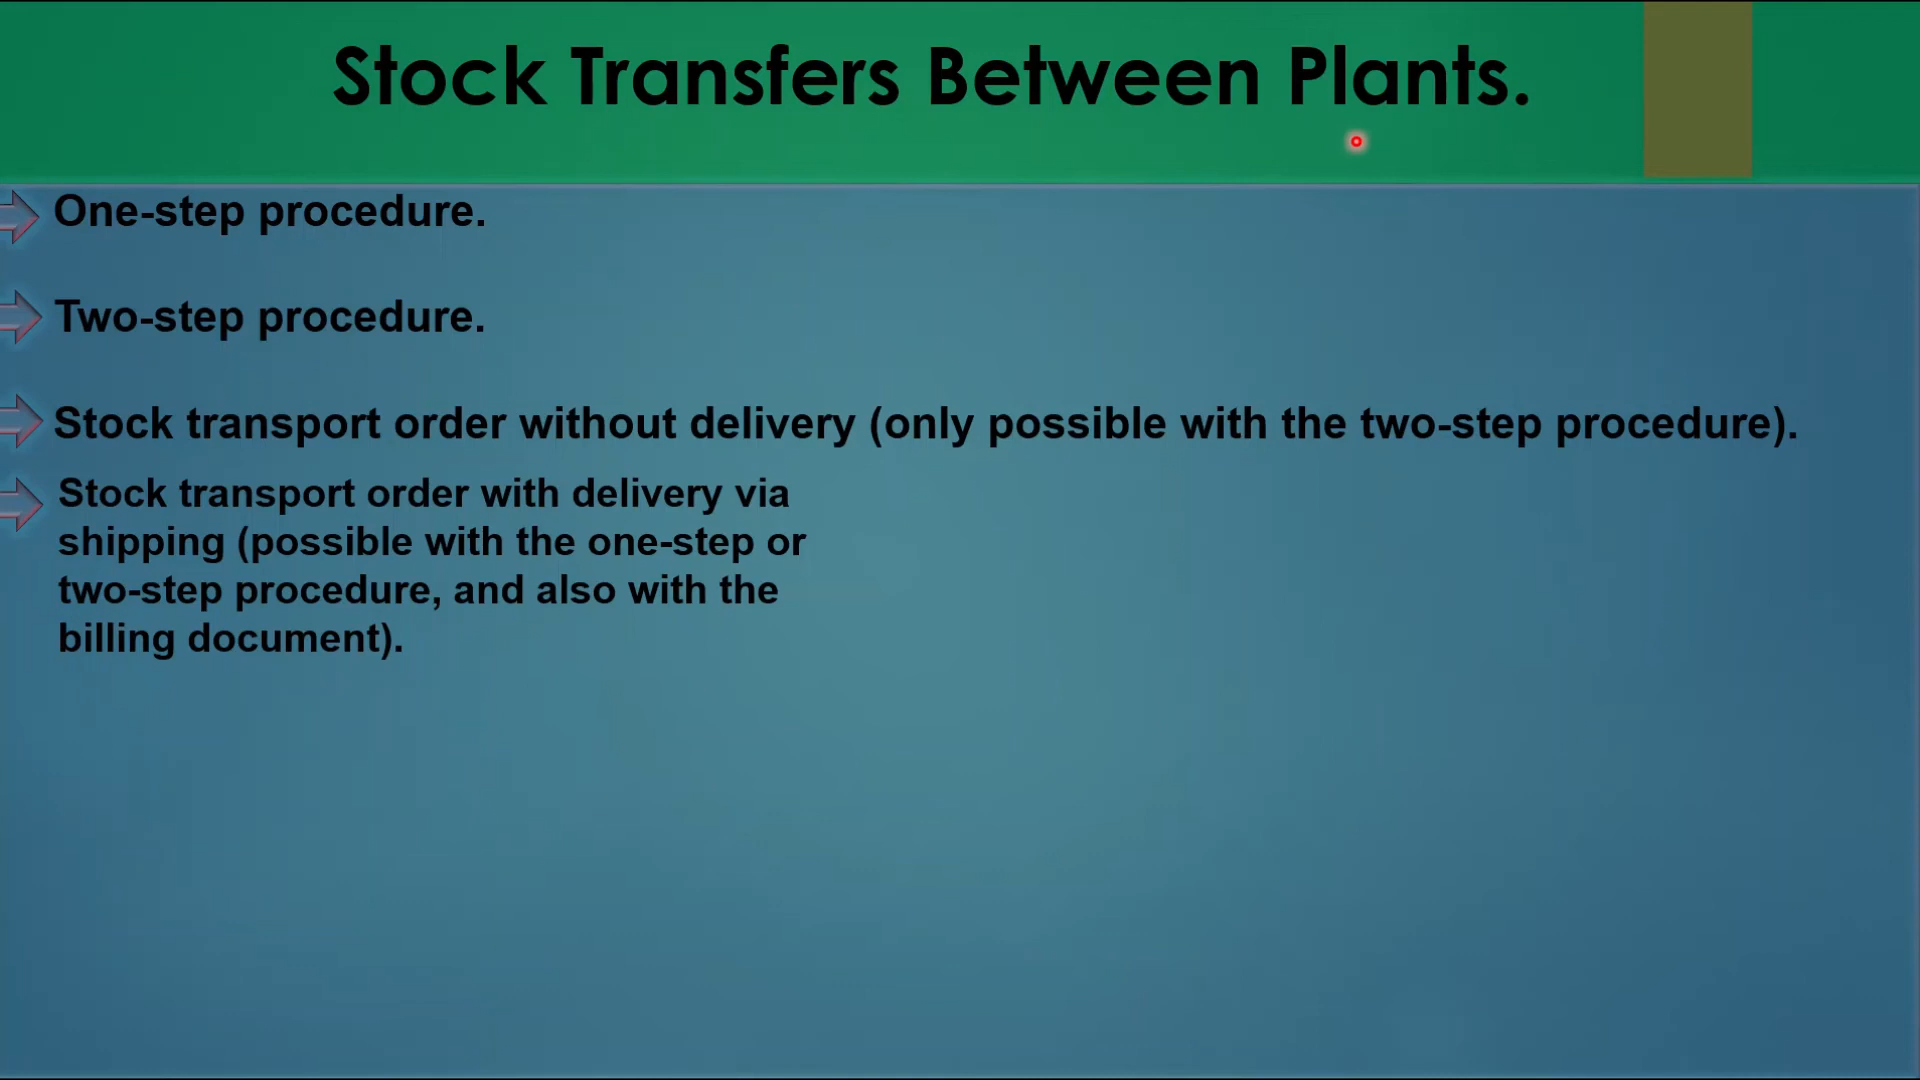 Stock Transfers Between Plants.
One-step procedure.
Two-step procedure.
Stock transport order without delivery (only possible with the two-step procedure).
Stock transport order with delivery via
shipping (possible with the one-step or
two-step procedure, and also with the
billing document).